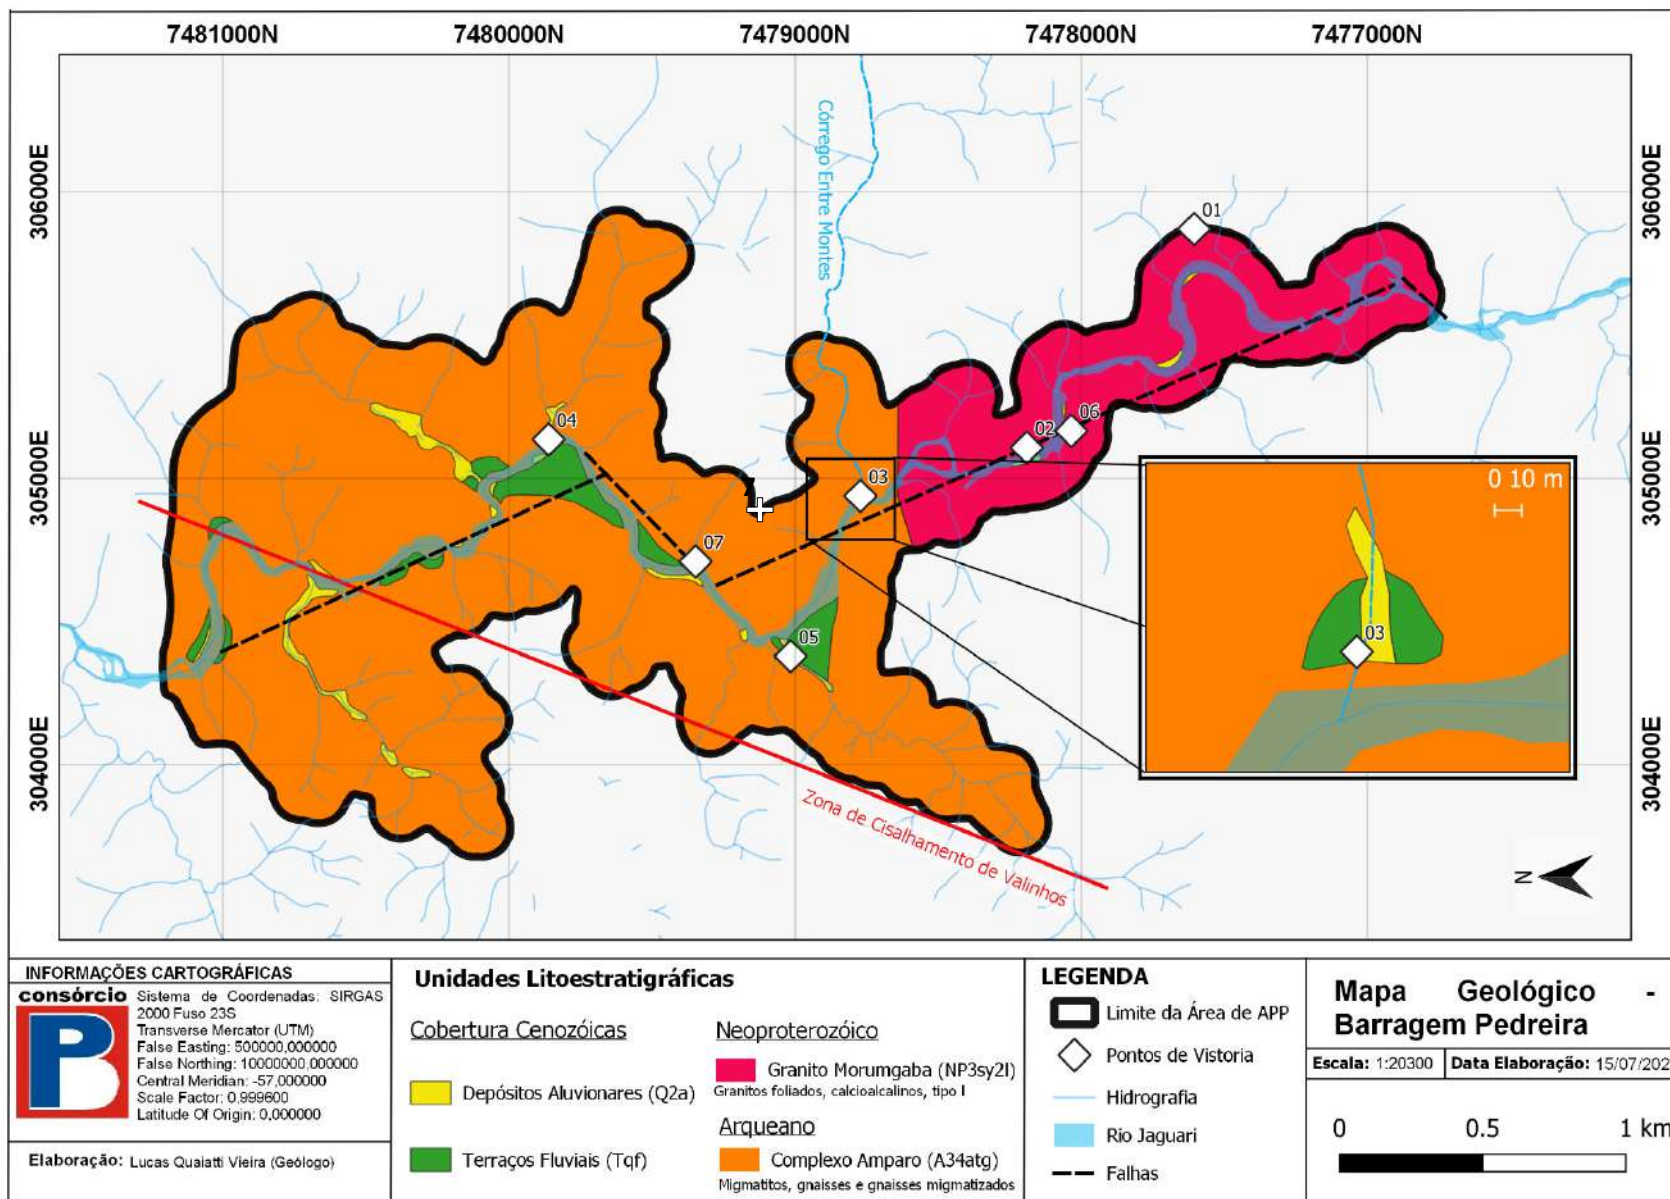 7481000N 7480000N 7479000N 7478000N 7477000N
306000E
306000E
305000E
305000E
304000E
304000E
Córrego Entre Montes
01
02
06
03
04
07
05
0 10 m
03
Zona de Cisalhamento de Valinhos
N
INFORMAÇÕES CARTOGRÁFICAS
consórcio
BP
Sistema de Coordenadas: SIRGAS
2000 Fuso 23S
Transverse Mercator (UTM)
False Easting: 500000,000000
False Northing: 10000000,000000
Central Meridian: -57,000000
Scale Factor: 0,999600
Latitude Of Origin: 0,000000
Elaboração: Lucas Quaiatti Vieira (Geólogo)
Unidades Litoestratigráficas
Cobertura Cenozóicas
Depósitos Aluvionares (Q2a)
Terraços Fluviais (Tqf)
Neoproterozóico
Granito Morumgaba (NP3sy2I)
Granitos foliados, calcioalcalinos, tipo I
Arqueano
Complexo Amparo (A34atg)
Migmatitos, gnaisses e gnaisses migmatizados
LEGENDA
Limite da Área de APP
Pontos de Vistoria
Hidrografia
Rio Jaguari
Falhas
Mapa Geológico -
Barragem Pedreira
Escala: 1:20300 Data Elaboração: 15/07/202
0 0.5 1 km